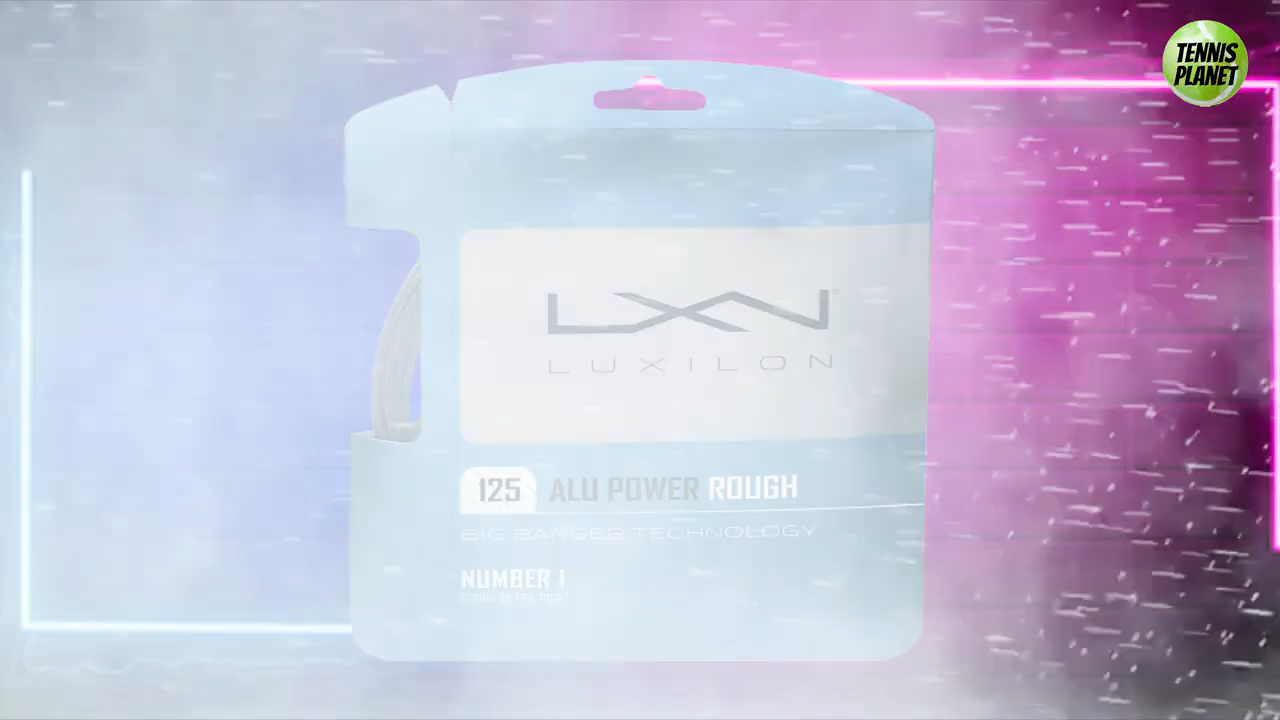 TENNIS
PLANET
LXN
LUXILON
125 ALU POWER ROUGH
BIG BANGER TECHNOLOGY
NUMBER 1